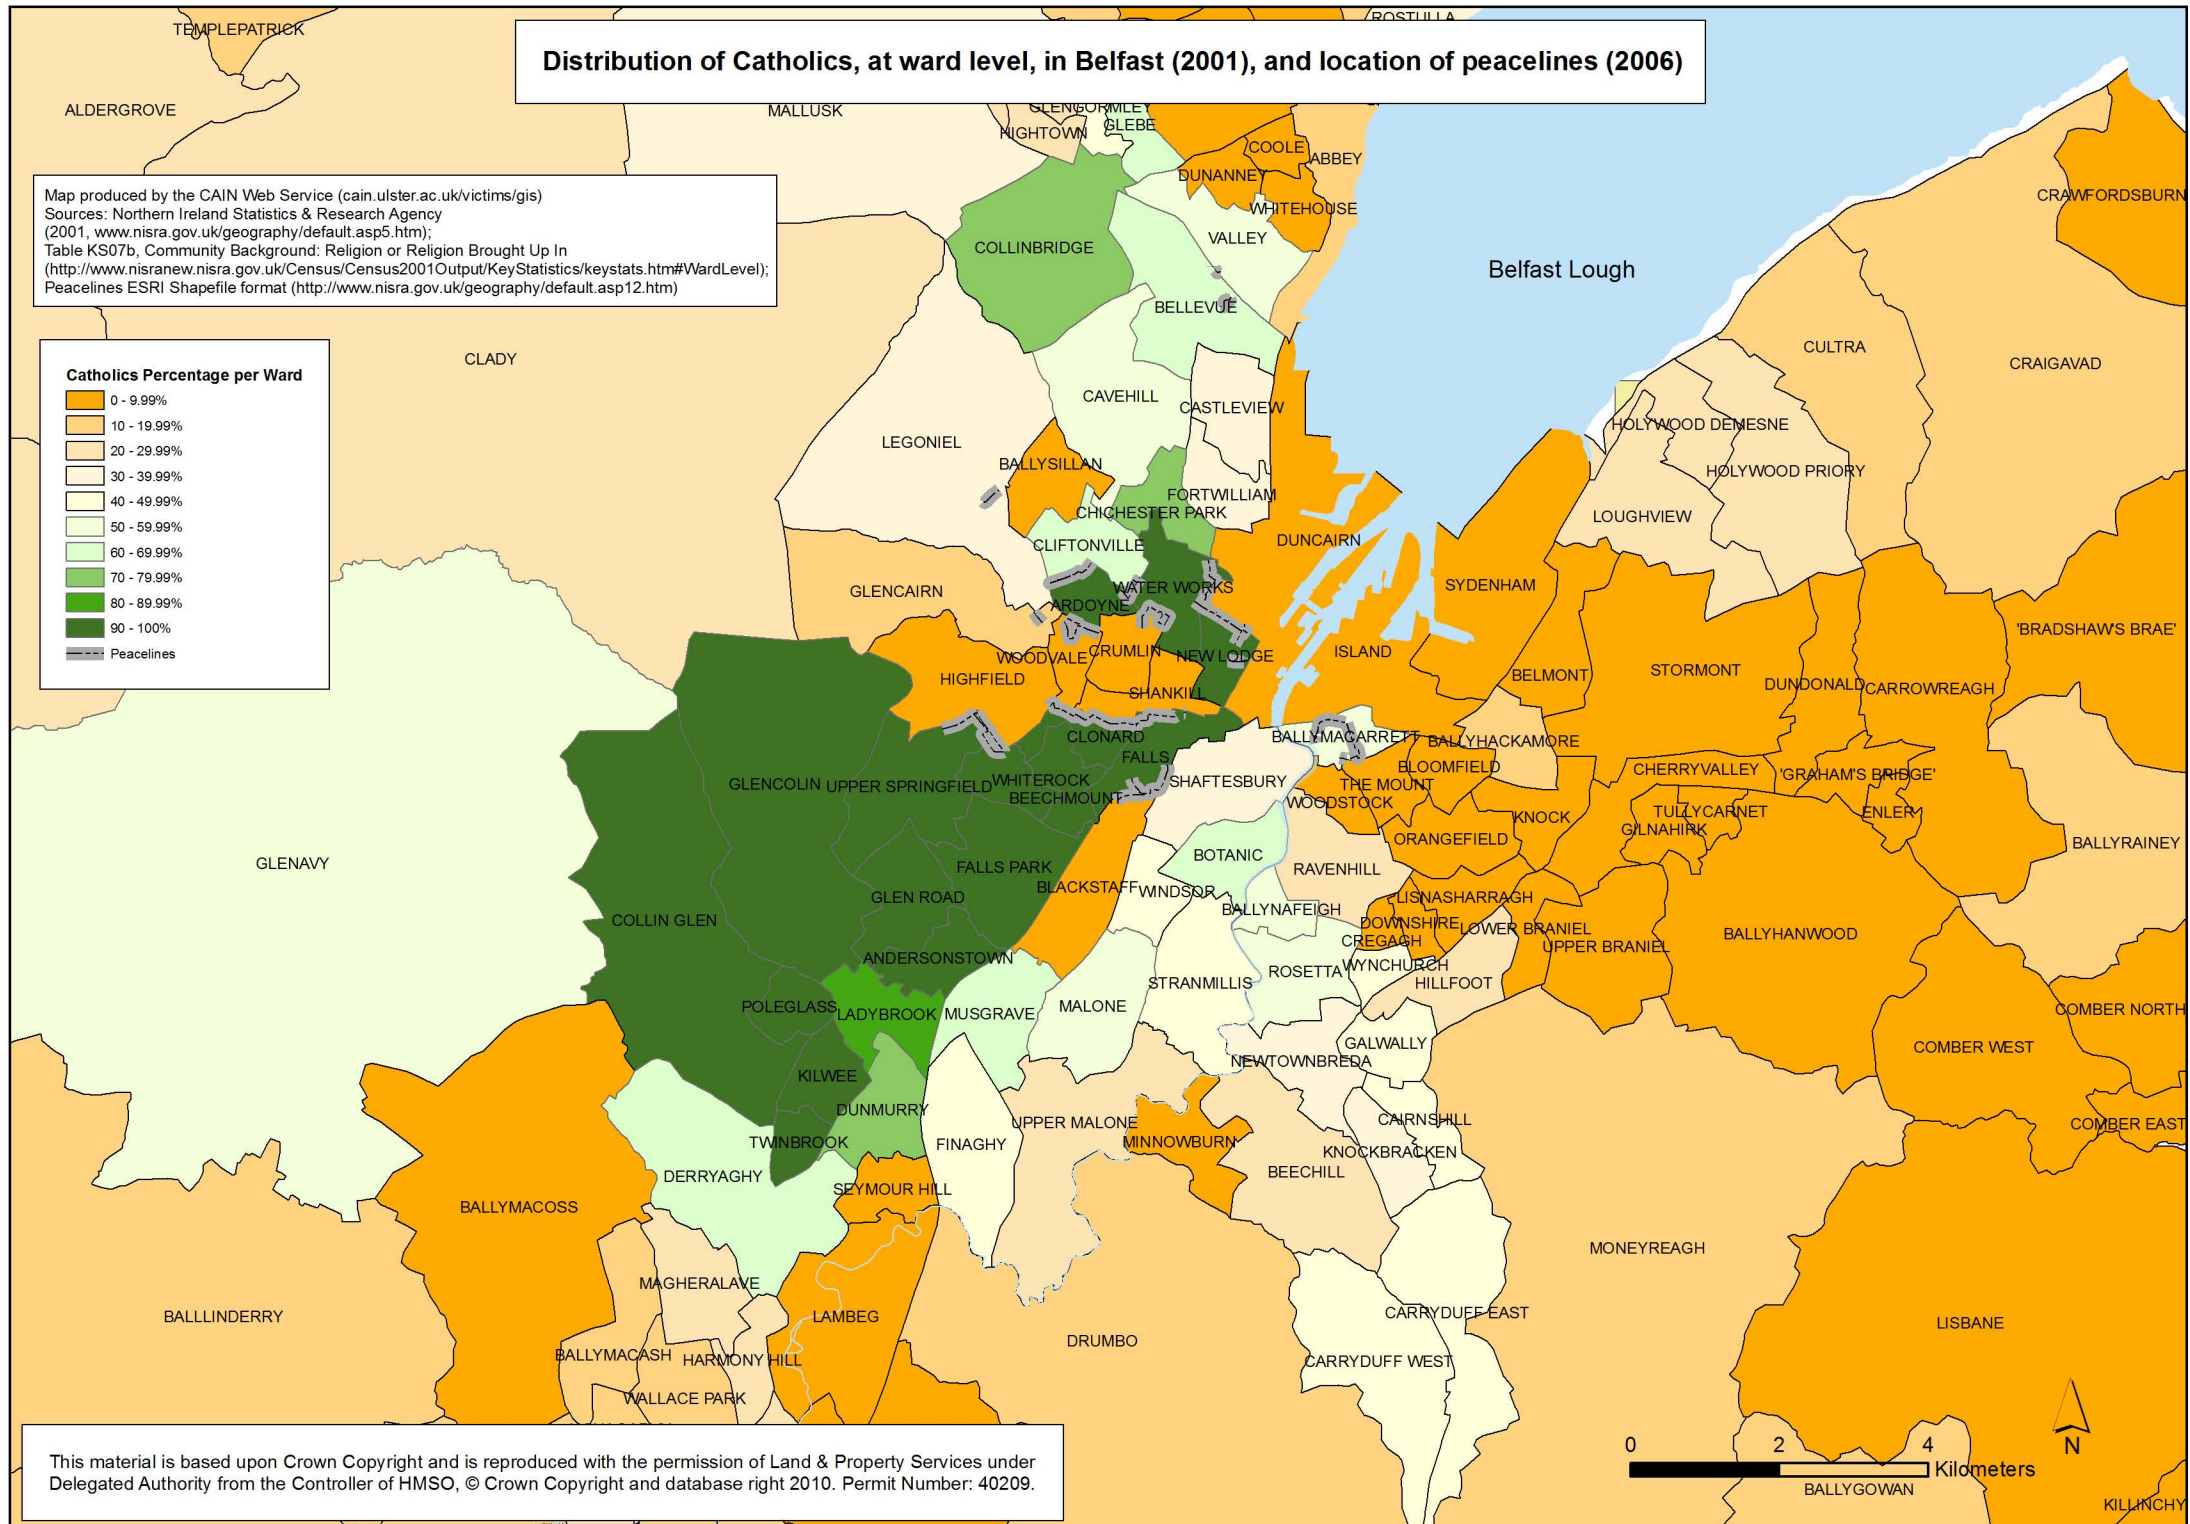 Distribution of Catholics, at ward level, in Belfast (2001), and location of peacelines (2006)
Map produced by the CAIN Web Service (cain.ulster.ac.uk/victims/gis)
Sources: Northern Ireland Statistics & Research Agency
(2001, www.nisra.gov.uk/geography/default.asp5.htm);
Table KS07b, Community Background: Religion or Religion Brought Up In
(http://www.nisranew.nisra.gov.uk/Census/Census2001Output/KeyStatistics/keystats.htm#WardLevel);
Peacelines ESRI Shapefile format (http://www.nisra.gov.uk/geography/default.asp12.htm)
Catholics Percentage per Ward
0 - 9.99%
10 - 19.99%
20 - 29.99%
30 - 39.99%
40 - 49.99%
50 - 59.99%
60 - 69.99%
70 - 79.99%
80 - 89.99%
90 - 100%
Peacelines
ROSTULLA
TEMPLEPATRICK
ALDERGROVE
MALLUSK
GLENGORMLEY
HIGHTOWN
GLEBE
COOLE
ABBEY
DUNANNEY
WHITEHOUSE
CRAWFORDSBURN
COLLINBRIDGE
VALLEY
Belfast Lough
BELLEVUE
CLADY
CULTRA
CRAIGAVAD
CAVEHILL
CASTLEVIEW
HOLYWOOD DEMESNE
LEGONIEL
BALLYSILLAN
HOLYWOOD PRIORY
FORTWILLIAM
CHICHESTER PARK
LOUGHVIEW
CLIFTONVILLE
DUNCAIRN
GLENCAIRN
WATER WORKS
SYDENHAM
ARDOYNE
'BRADSHAW'S BRAE'
WOODVALE
CRUMLIN
NEW LODGE
ISLAND
HIGHFIELD
SHANKILL
BELMONT
STORMONT
DUNDONALD
CARROWREAGH
CLONARD
BALLYMACARRETT
BALLYHACKAMORE
FALLS
BLOOMFIELD
CHERRYVALLEY
'GRAHAM'S BRIDGE'
GLENCOLIN
UPPER SPRINGFIELD
WHITEROCK
SHAFTESBURY
THE MOUNT
BEECHMOUNT
WOODSTOCK
KNOCK
TULLYCARNET
ENLER
GILNAHIRK
ORANGEFIELD
BALLYRAINEY
GLENAVY
BOTANIC
RAVENHILL
FALLS PARK
BLACKSTAFF
WINDSOR
GLEN ROAD
LISNASHARRAGH
BALLYNAFEIGH
COLLIN GLEN
DOWNSHIRE
LOWER BRANIEL
CREGAGH
UPPER BRANIEL
BALLYHANWOOD
ANDERSONSTOWN
ROSETTA
WYNCHURCH
STRANMILLIS
HILLFOOT
POLEGLASS
LADYBROOK
MUSGRAVE
MALONE
COMBER NORTH
GALWALLY
COMBER WEST
NEWTOWNBREDA
KILWEE
DUNMURRY
UPPER MALONE
CAIRNSHILL
COMBER EAST
TWINBROOK
FINAGHY
MINNOWBURN
KNOCKBRACKEN
DERRYAGHY
BEECHILL
SEYMOUR HILL
BALLYMACOSS
MONEYREAGH
MAGHERALAVE
BALLLINDERRY
LAMBEG
DRUMBO
CARRYDUFF EAST
LISBANE
BALLYMACASH
HARMONY HILL
CARRYDUFF WEST
WALLACE PARK
0 2 4
Kilometers
N
BALLYGOWAN
KILLINCHY
This material is based upon Crown Copyright and is reproduced with the permission of Land & Property Services under
Delegated Authority from the Controller of HMSO, © Crown Copyright and database right 2010. Permit Number: 40209.